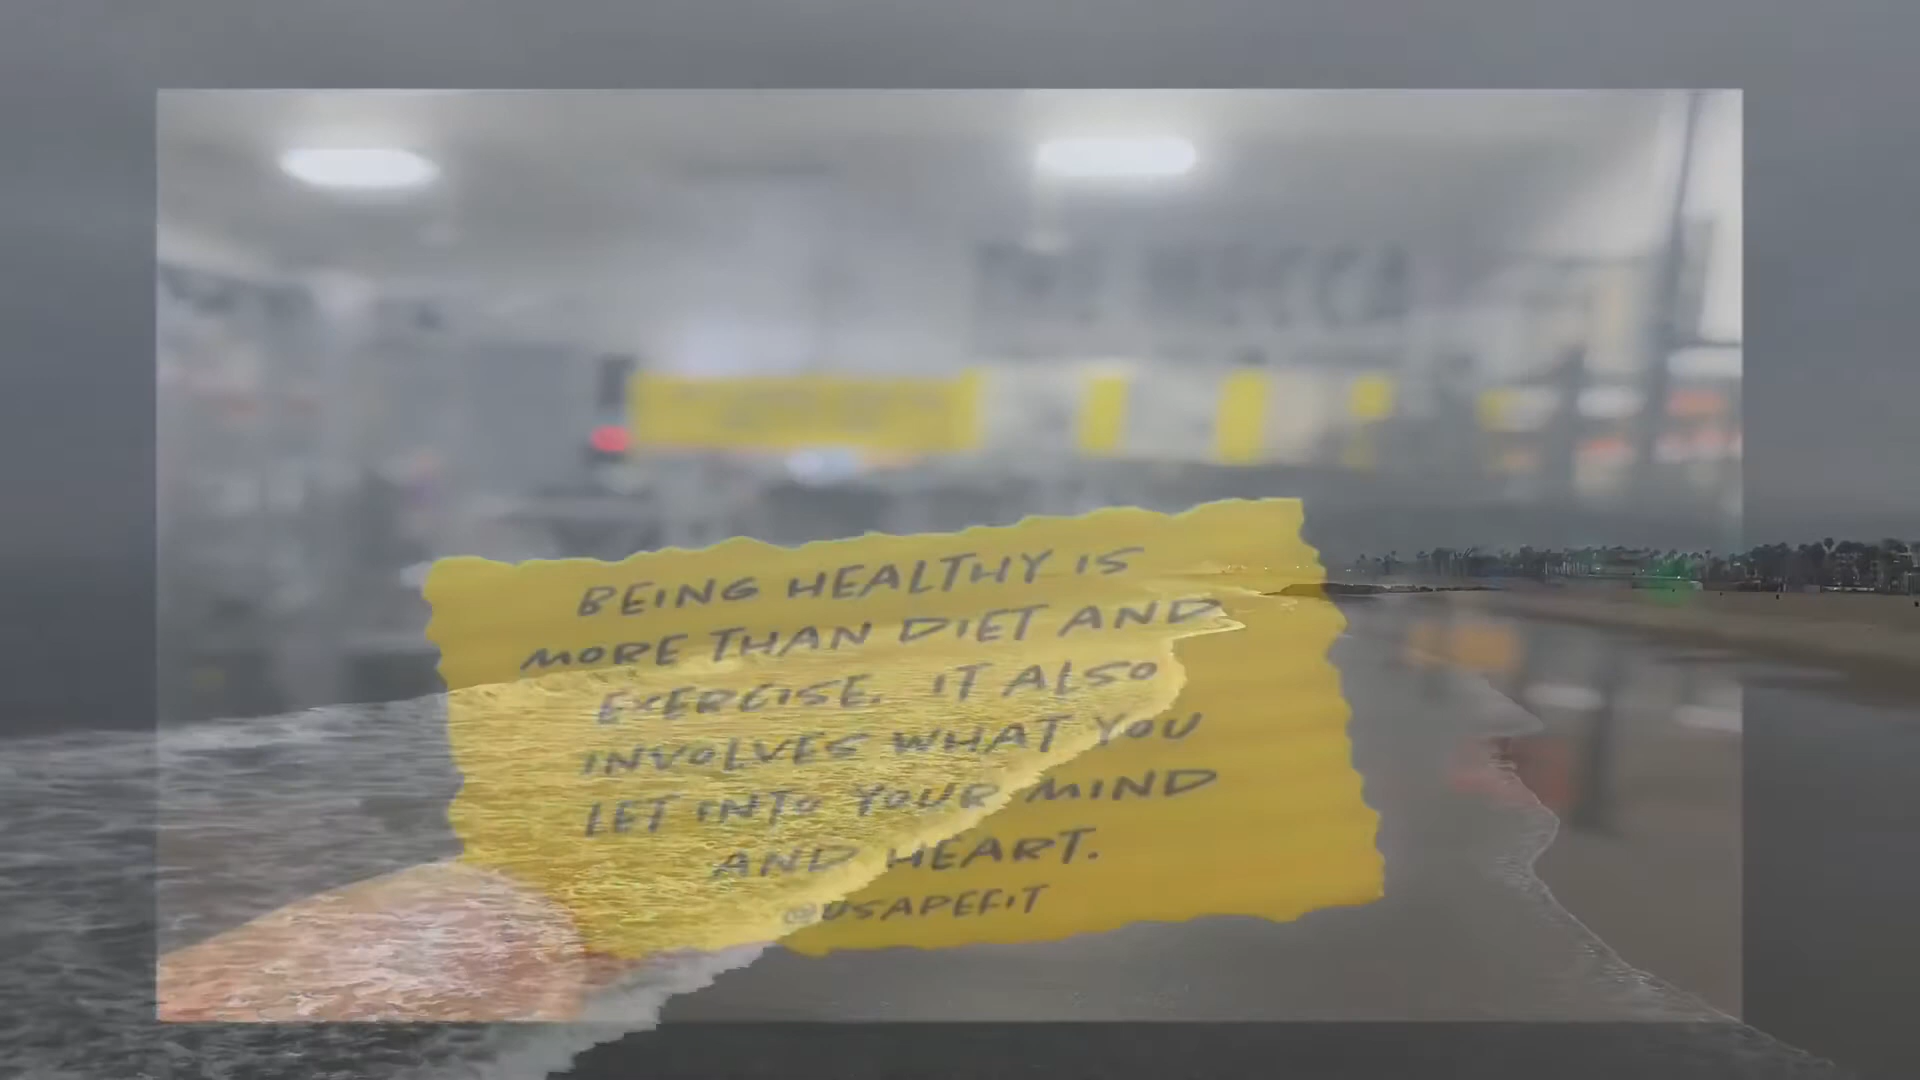 BEING HEALTHY IS
MORE THAN DIET AND
EXERCISE. IT ALSO
INVOLVES WHAT YOU
LET INTO YOUR MIND
AND HEART.
@USAPEFIT